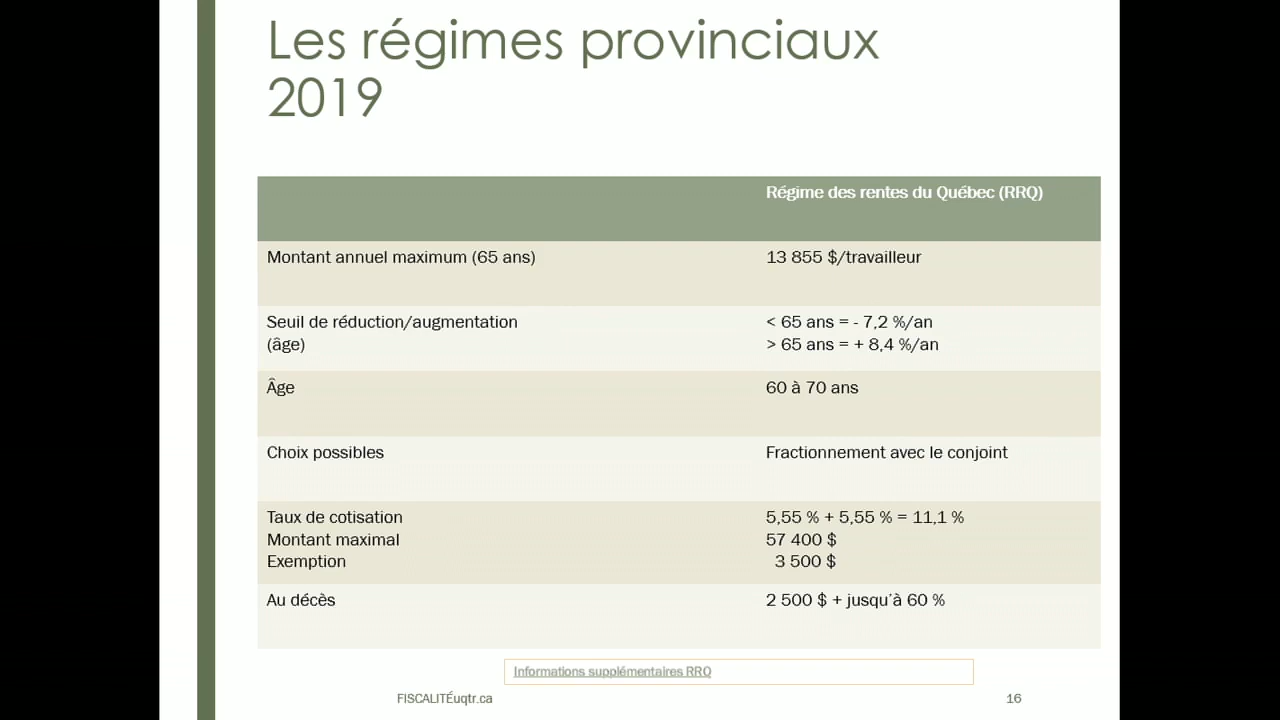 Les régimes provinciaux
2019
Régime des rentes du Québec (RRQ)
Montant annuel maximum (65 ans)
13 855 $/travailleur
Seuil de réduction/augmentation
(âge)
< 65 ans = - 7,2 %/an
> 65 ans = + 8,4 %/an
Âge
60 à 70 ans
Choix possibles
Fractionnement avec le conjoint
Taux de cotisation
Montant maximal
Exemption
5,55 % + 5,55 % = 11,1 %
57 400 $
3 500 $
Au décès
2 500 $ + jusqu'à 60 %
Informations supplémentaires RRQ
FISCALITÉuqtr.ca
16